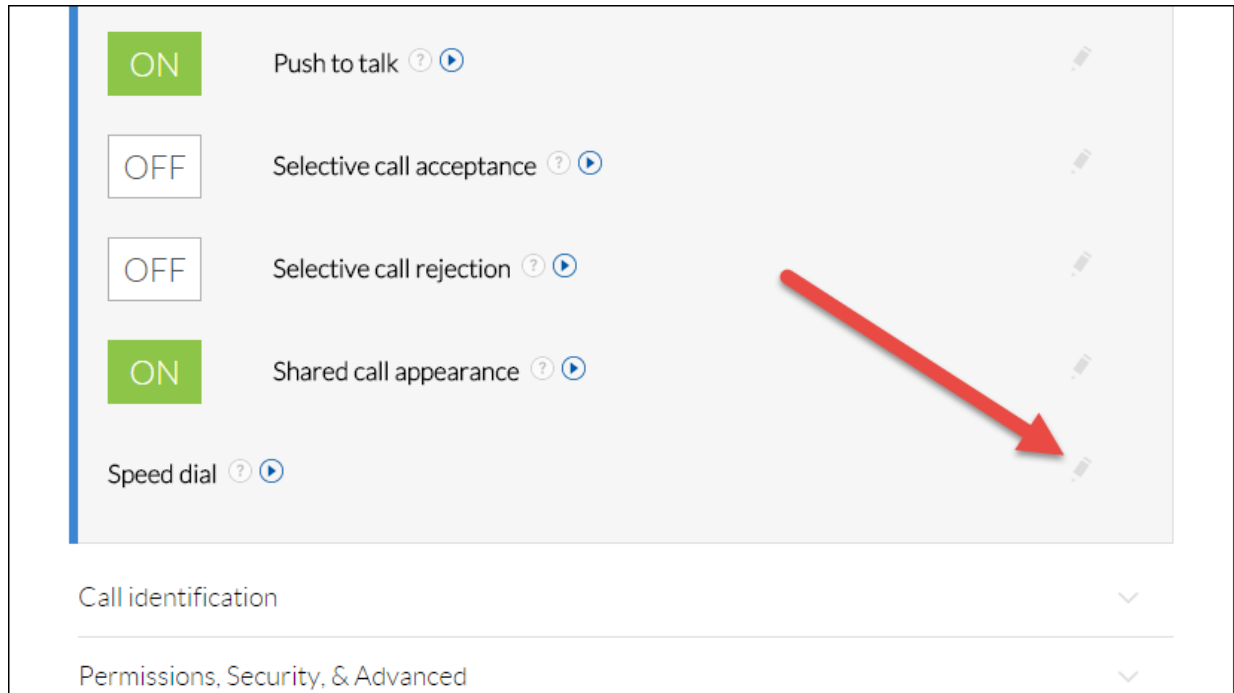 ON Push to talk ?
OFF Selective call acceptance ?
OFF Selective call rejection ?
ON Shared call appearance ?
Speed dial ?
Call identification
Permissions, Security, & Advanced